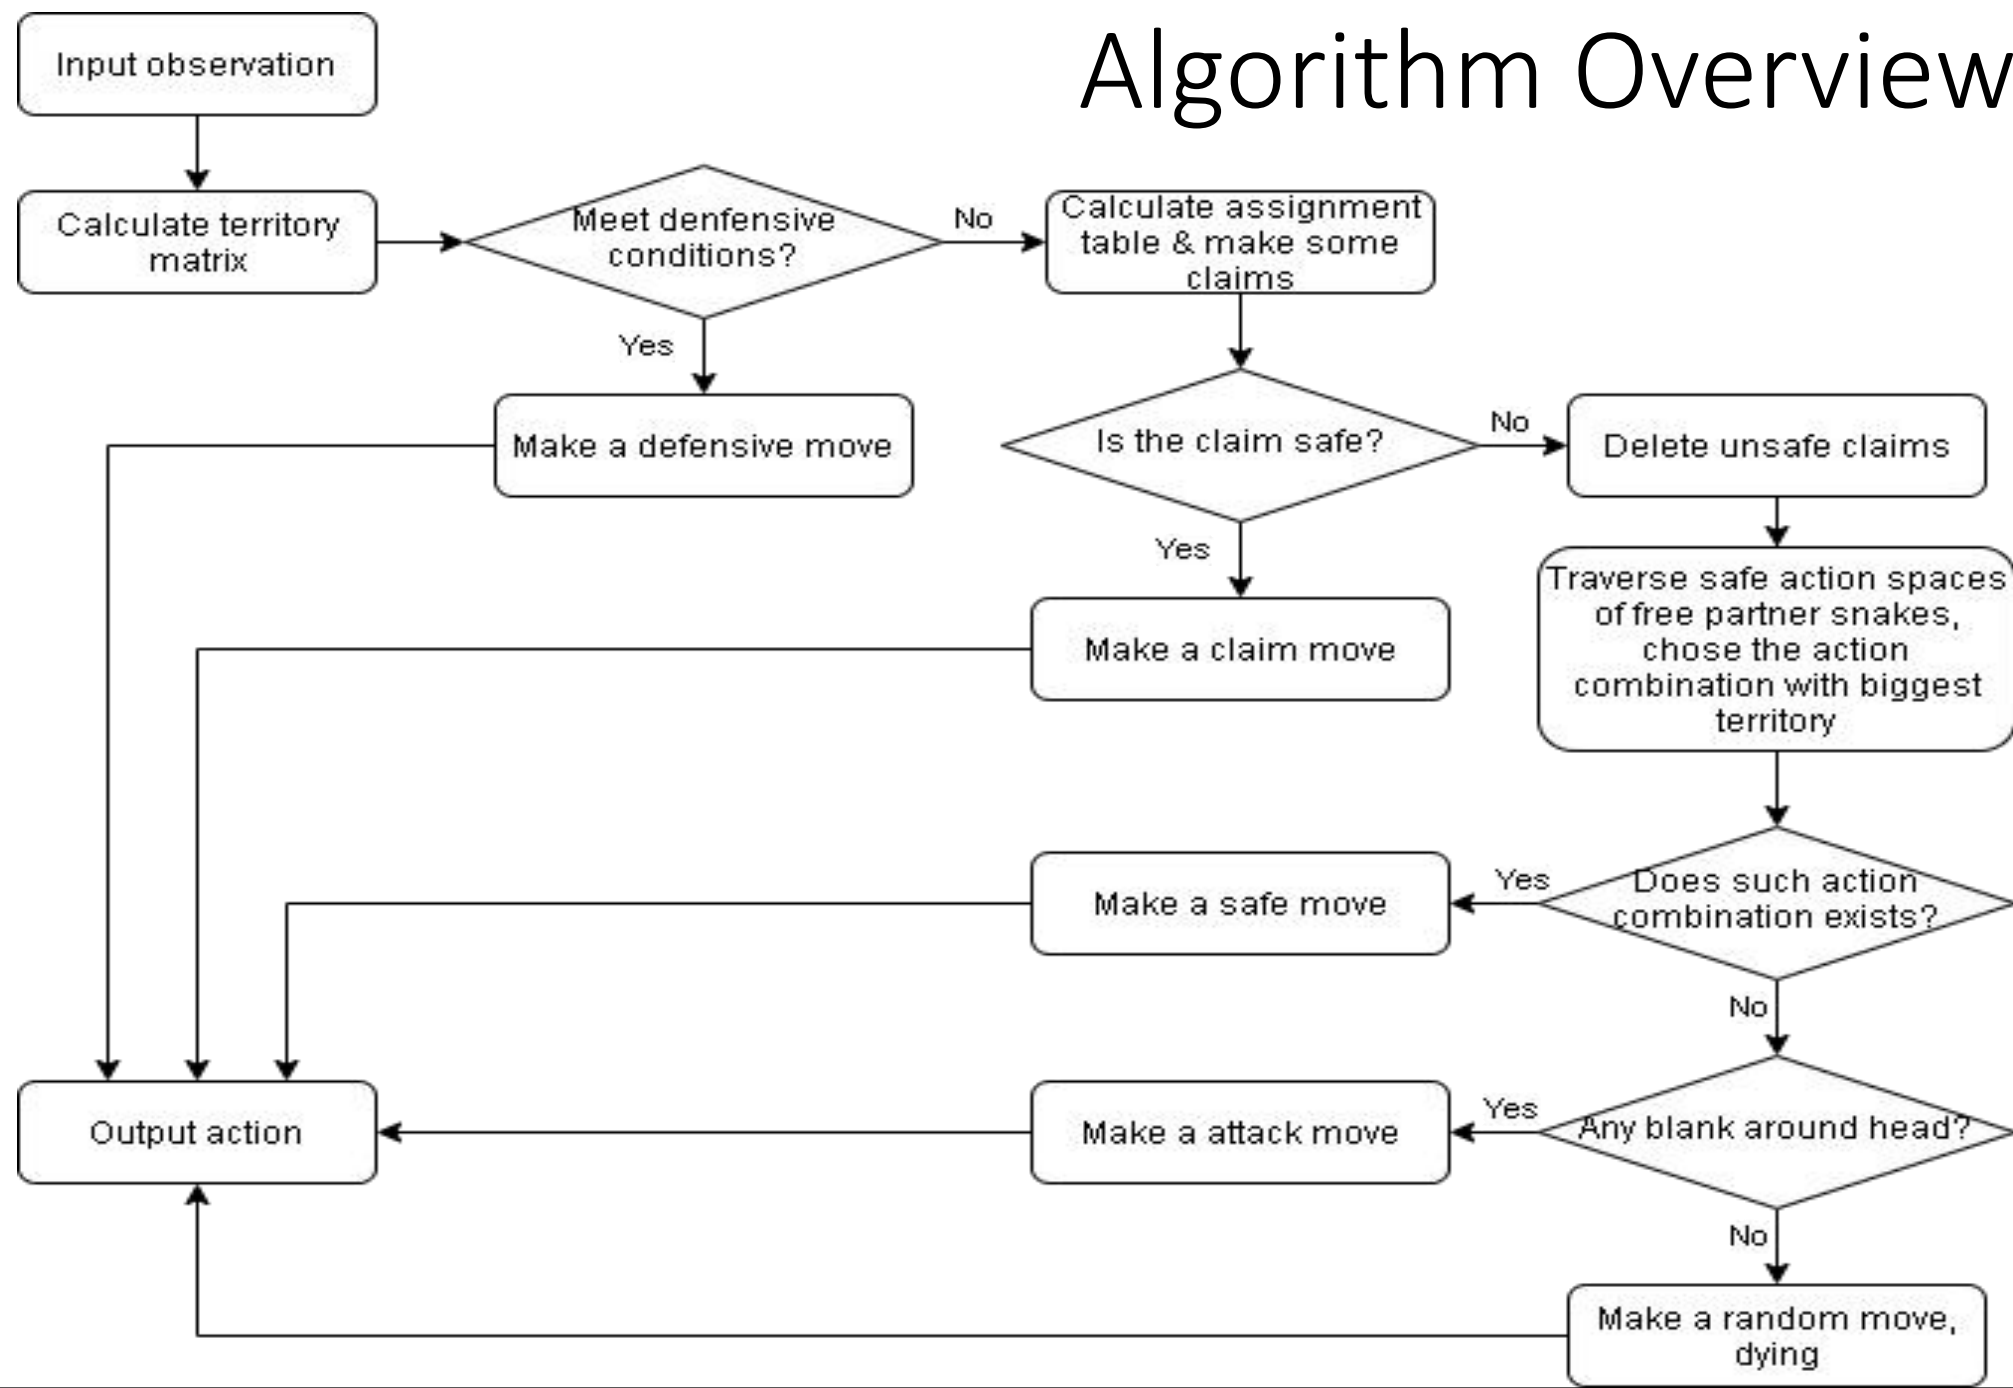 Algorithm Overview
Input observation
Calculate territory
matrix
Meet denfensive
conditions?
No
Calculate assignment
table & make some
claims
Yes
Make a defensive move
Is the claim safe?
No
Delete unsafe claims
Yes
Make a claim move
Traverse safe action spaces
of free partner snakes,
chose the action
combination with biggest
territory
Does such action
combination exists?
Yes
Make a safe move
No
Any blank around head?
Yes
Make a attack move
Output action
No
Make a random move,
dying